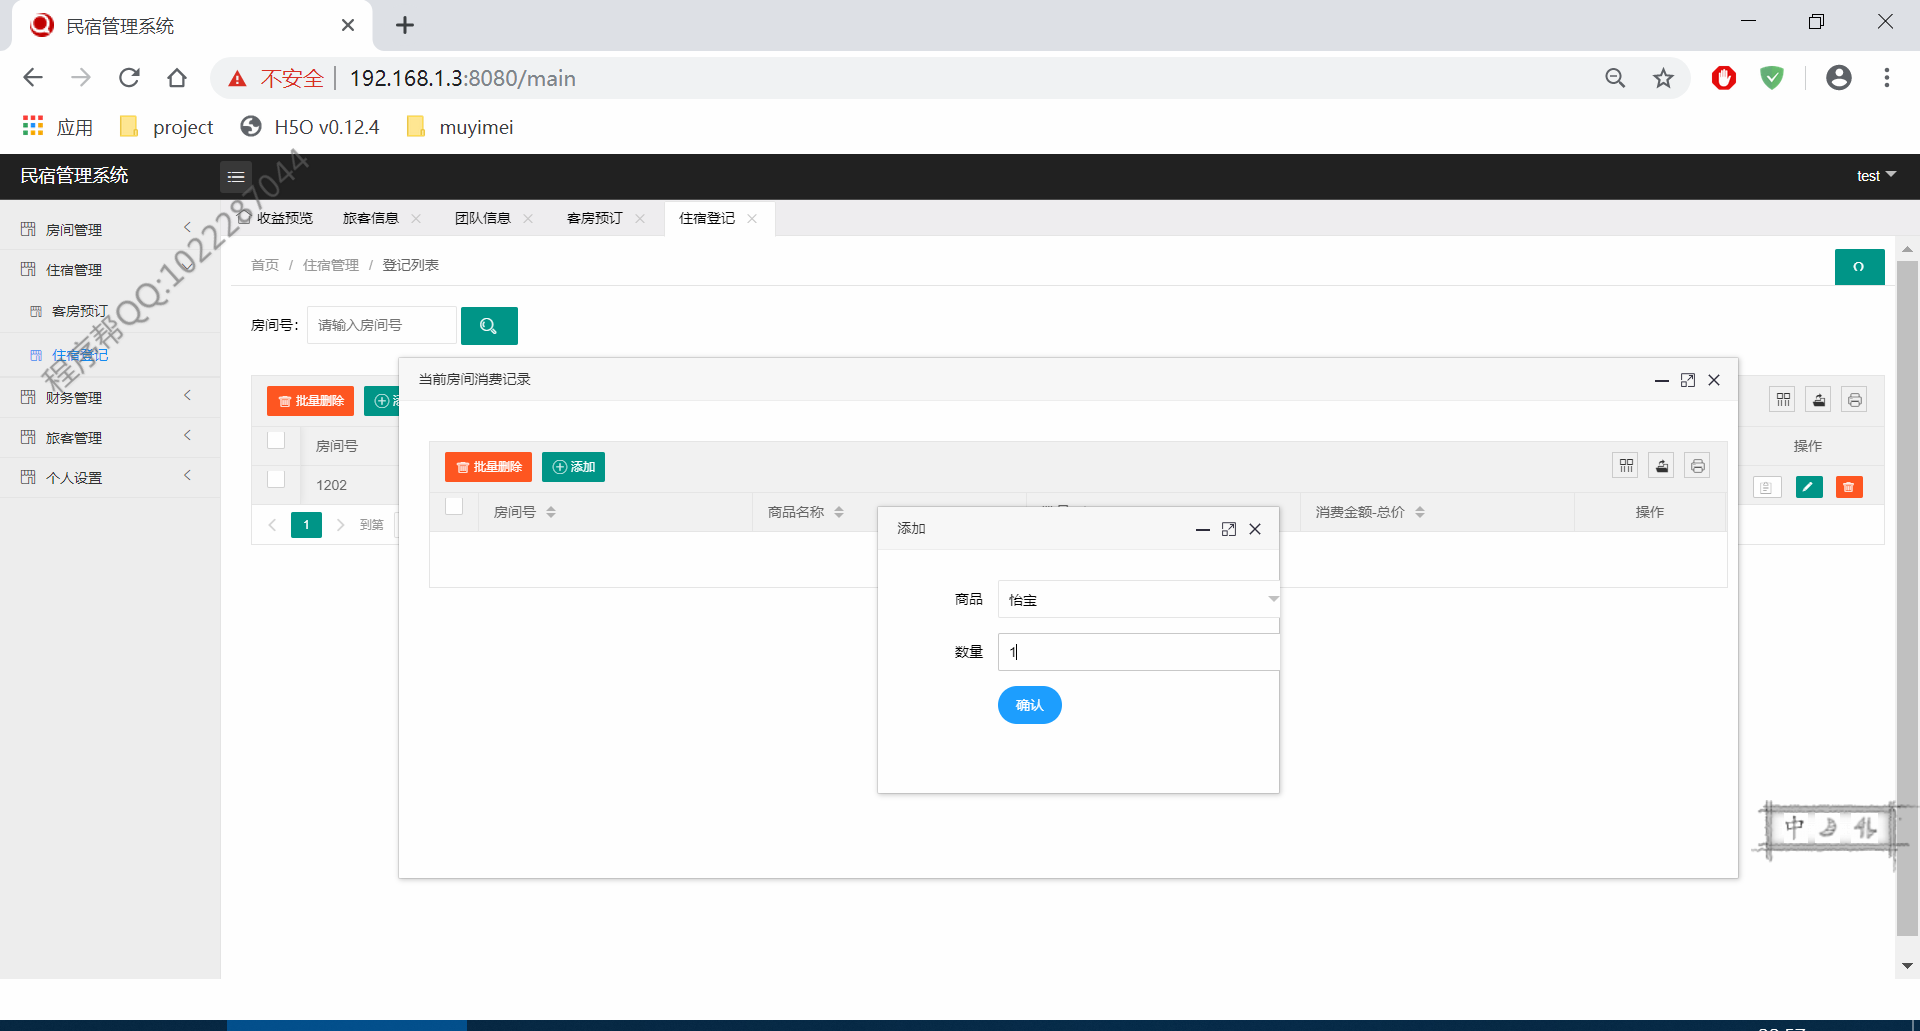 民宿管理系统
不安全 192.168.1.3:8080/main
应用 project H5O v0.12.4 muyimei
民宿管理系统 test
收益预览 旅客信息 团队信息 客房预订 住宿登记
房间管理
住宿管理
客房预订
住宿登记
财务管理
旅客管理
个人设置
程序帮QQ:1022287044
首页 / 住宿管理 / 登记列表
房间号: 请输入房间号
批量删除
房间号 操作
1202
1 到第
当前房间消费记录
批量删除 添加
房间号 商品名称 消费金额-总价 操作
添加
商品 怡宝
数量 1
确认
中